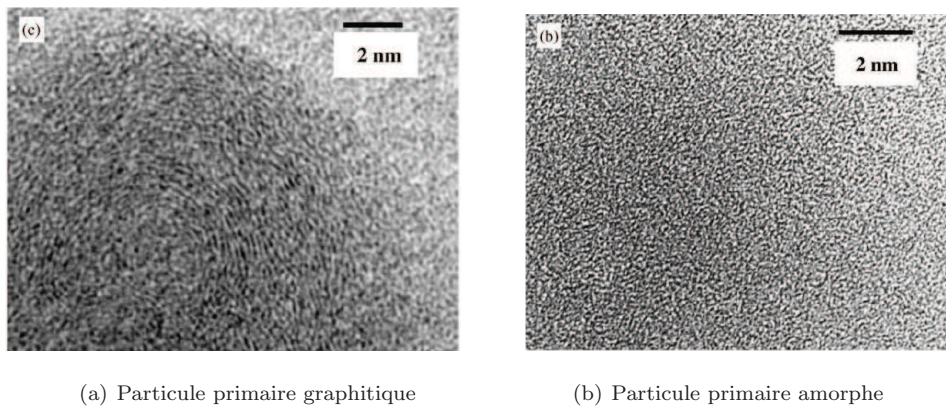 (c)
2 nm
(b)
2 nm
(a) Particule primaire graphitique
(b) Particule primaire amorphe